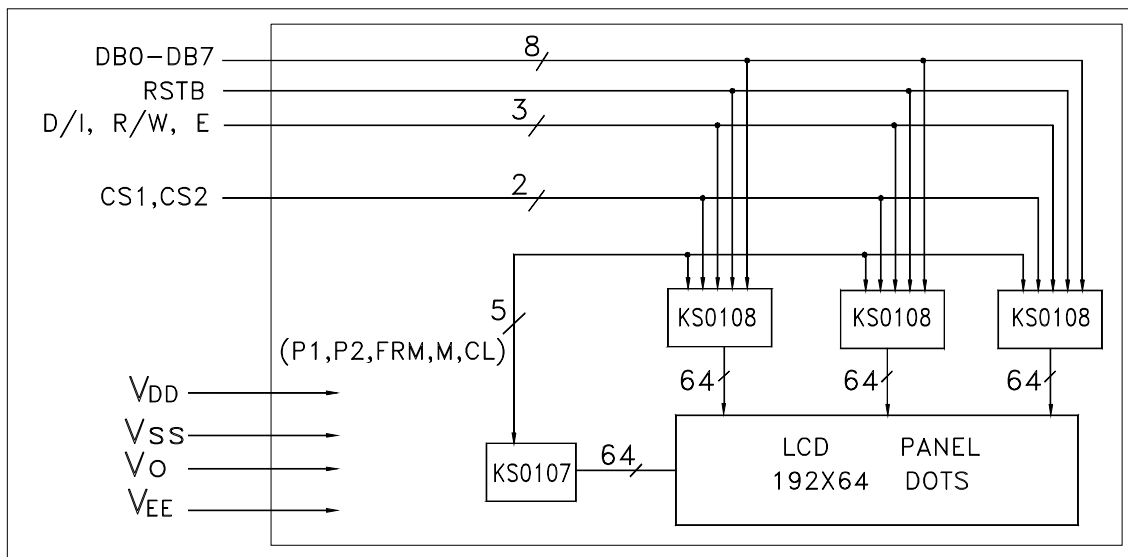 DB0-DB7
8
RSTB
D/I, R/W, E
3
CS1,CS2
2
5
(P1,P2,FRM,M,CL)
KS0108
KS0108
KS0108
64
64
64
VDD
VSS
VO
VEE
KS0107
64
LCD PANEL
192X64 DOTS